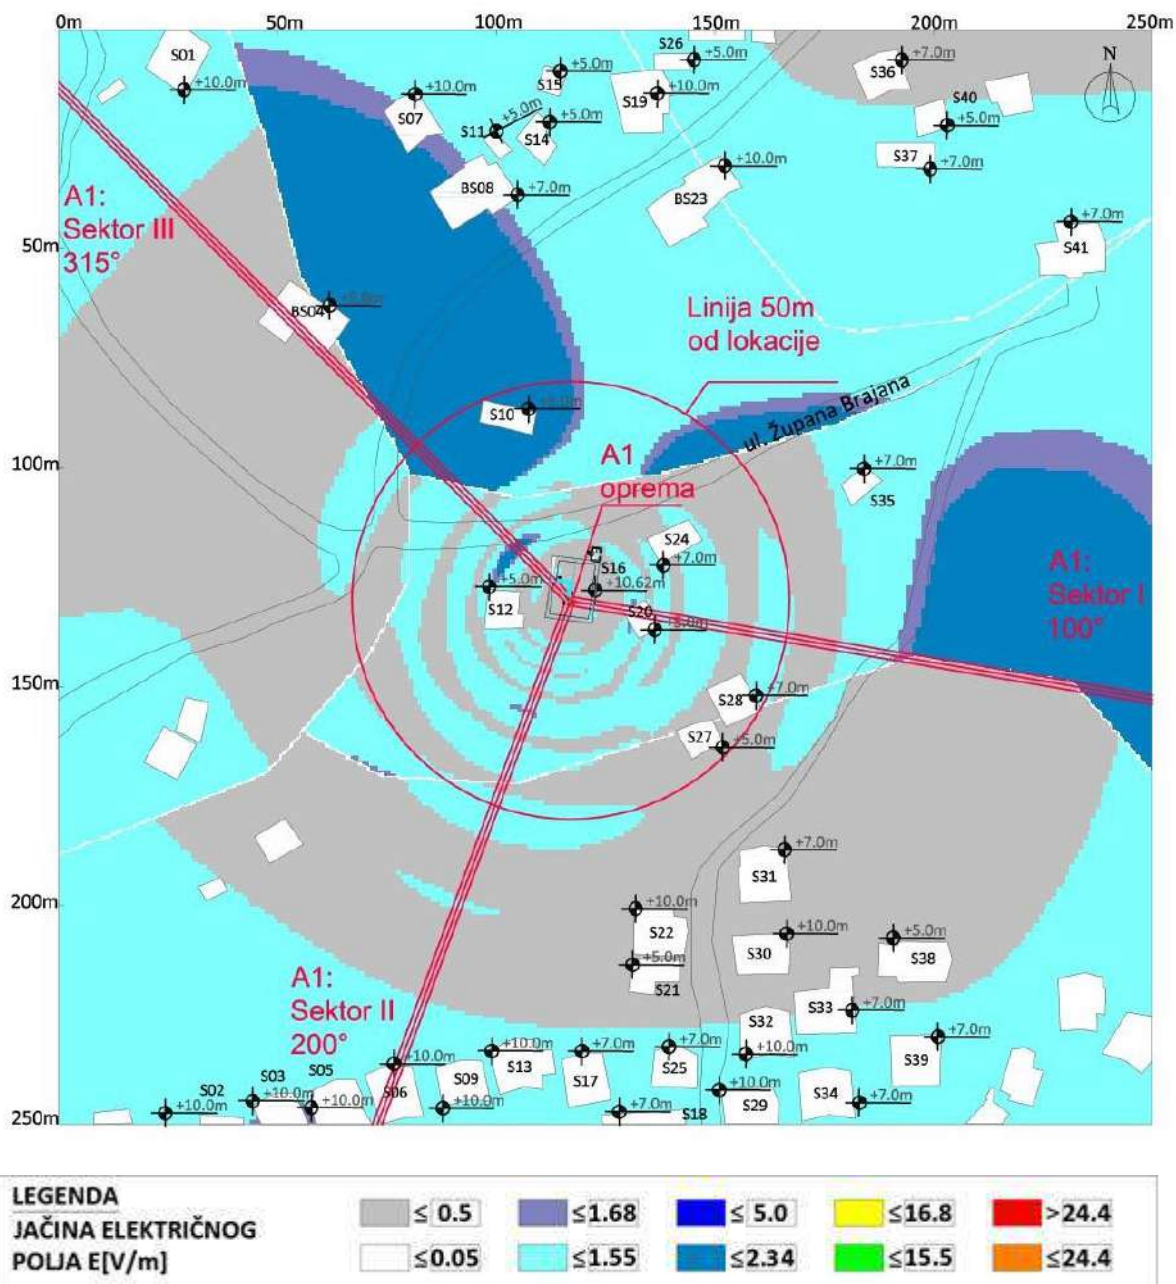 0m 50m 100m 150m 200m 250m
S26 +5.0m
+7.0m
N
S01
+10.0m
+10.0m
S15 +5.0m
+10.0m
S19
S36
S40
+5.0m
S07
S11 +5.0m
+5.0m
S14
S37
+7.0m
+10.0m
BS08
+7.0m
BS23
A1:
Sektor III
315°
+7.0m
S41
50m
BS04
Linija 50m
od lokacije
S10
ul. Župana Brajana
100m
A1
oprema
+7.0m
S35
S24
+7.0m
S16
+10.62m
+5.0m
S12
S20
A1:
Sektor I
100°
150m
S28 +7.0m
S27 +5.0m
+7.0m
S31
200m
+10.0m
S22
+5.0m
S21
+10.0m
S30
+5.0m
S38
A1:
Sektor II
200°
S33 +7.0m
S32
+10.0m
+7.0m
S39
+10.0m
S06
+10.0m
S13
+7.0m
S17
+7.0m
S25
S09
+10.0m
S02 S03 S05
+10.0m +10.0m +10.0m
+7.0m S18
+10.0m
S29
S34 +7.0m
250m
LEGENDA
JAČINA ELEKTRIČNOG
POLJA E[V/m]
≤ 0.5 ≤1.68 ≤ 5.0 ≤16.8 >24.4
≤0.05 ≤1.55 ≤2.34 ≤15.5 ≤24.4